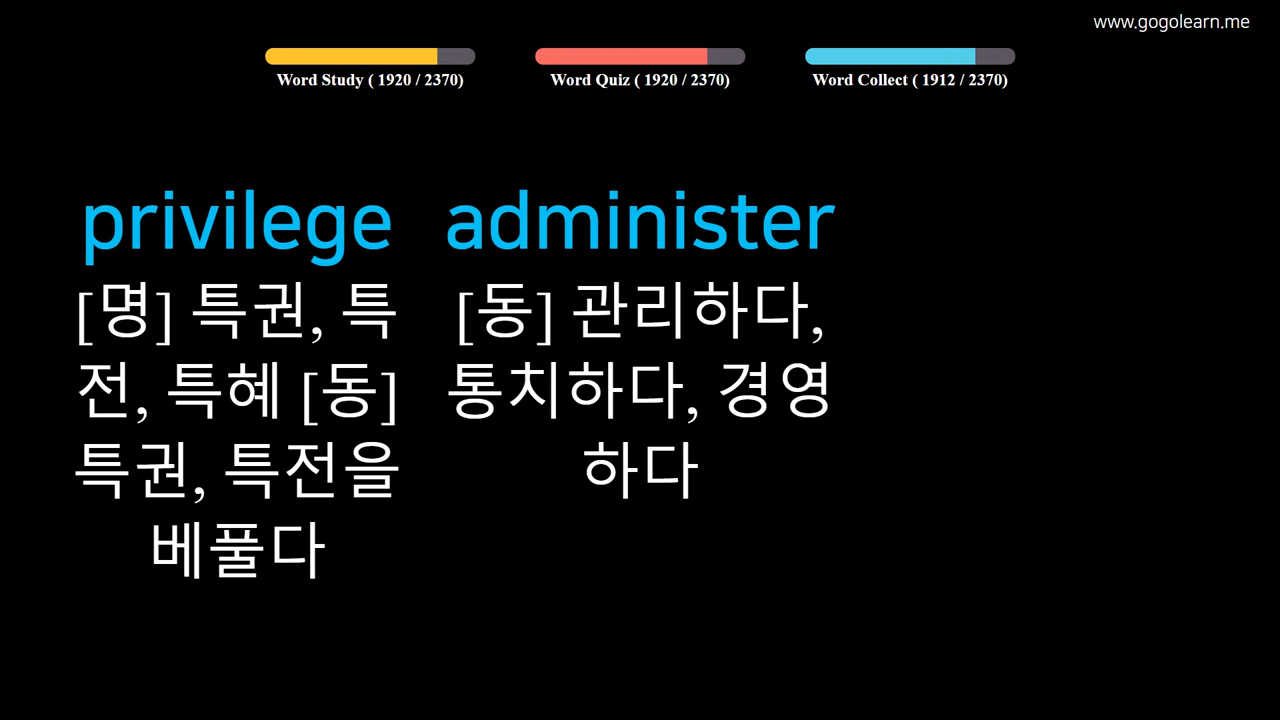 www.gogolearn.me
Word Study ( 1920 / 2370)
Word Quiz ( 1920 / 2370)
Word Collect ( 1912 / 2370)
privilege
[명] 특권, 특
전, 특혜 [동]
특권, 특전을
베풀다
administer
[동] 관리하다,
통치하다, 경영
하다